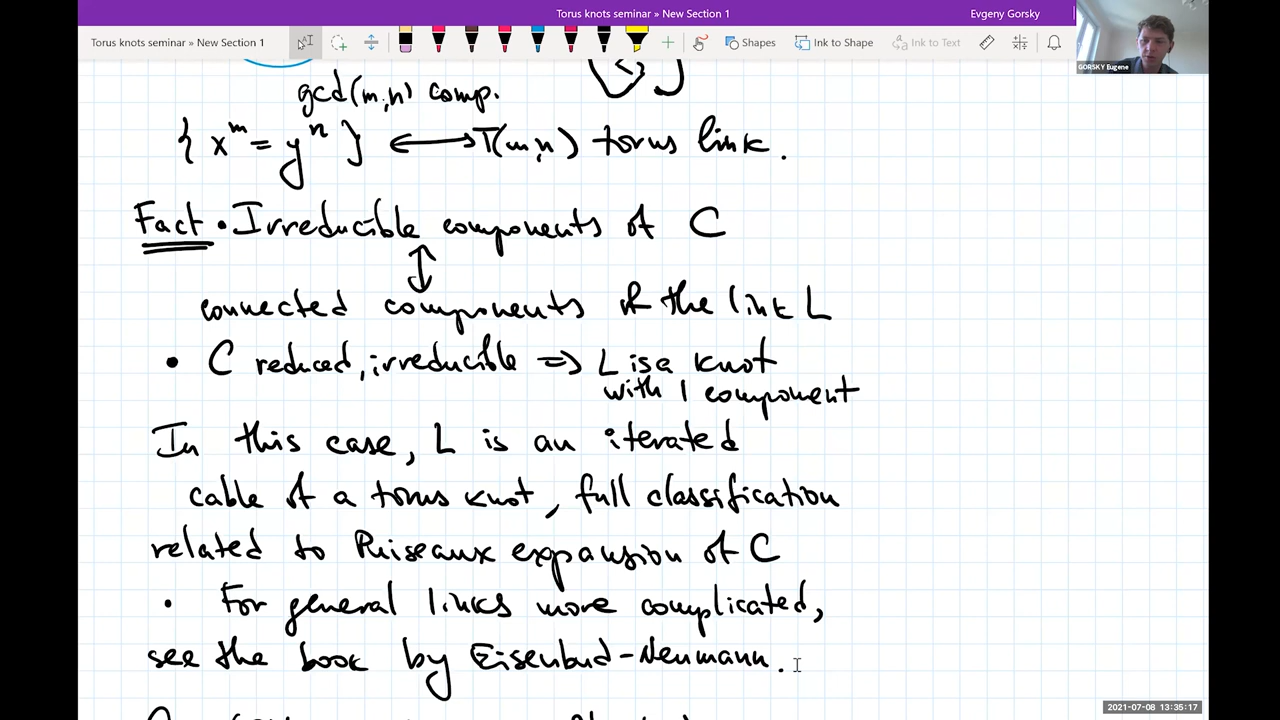 Torus knots seminar » New Section 1
Evgeny Gorsky
Torus knots seminar » New Section 1
Shapes
Ink to Shape
Ink to Text
GORSKY Eugene
gcd(m,n) comp.
{ x^m = y^n } ⟷ T(m,n) torus link.
Fact • Irreducible components of C
↕
connected components of the link L
• C reduced, irreducible => L is a knot
with 1 component
In this case, L is an iterated
cable of a torus knot, full classification
related to Puiseaux expansion of C
• For general links more complicated,
see the book by Eisenbud-Neumann.
2021-07-08 13:35:17